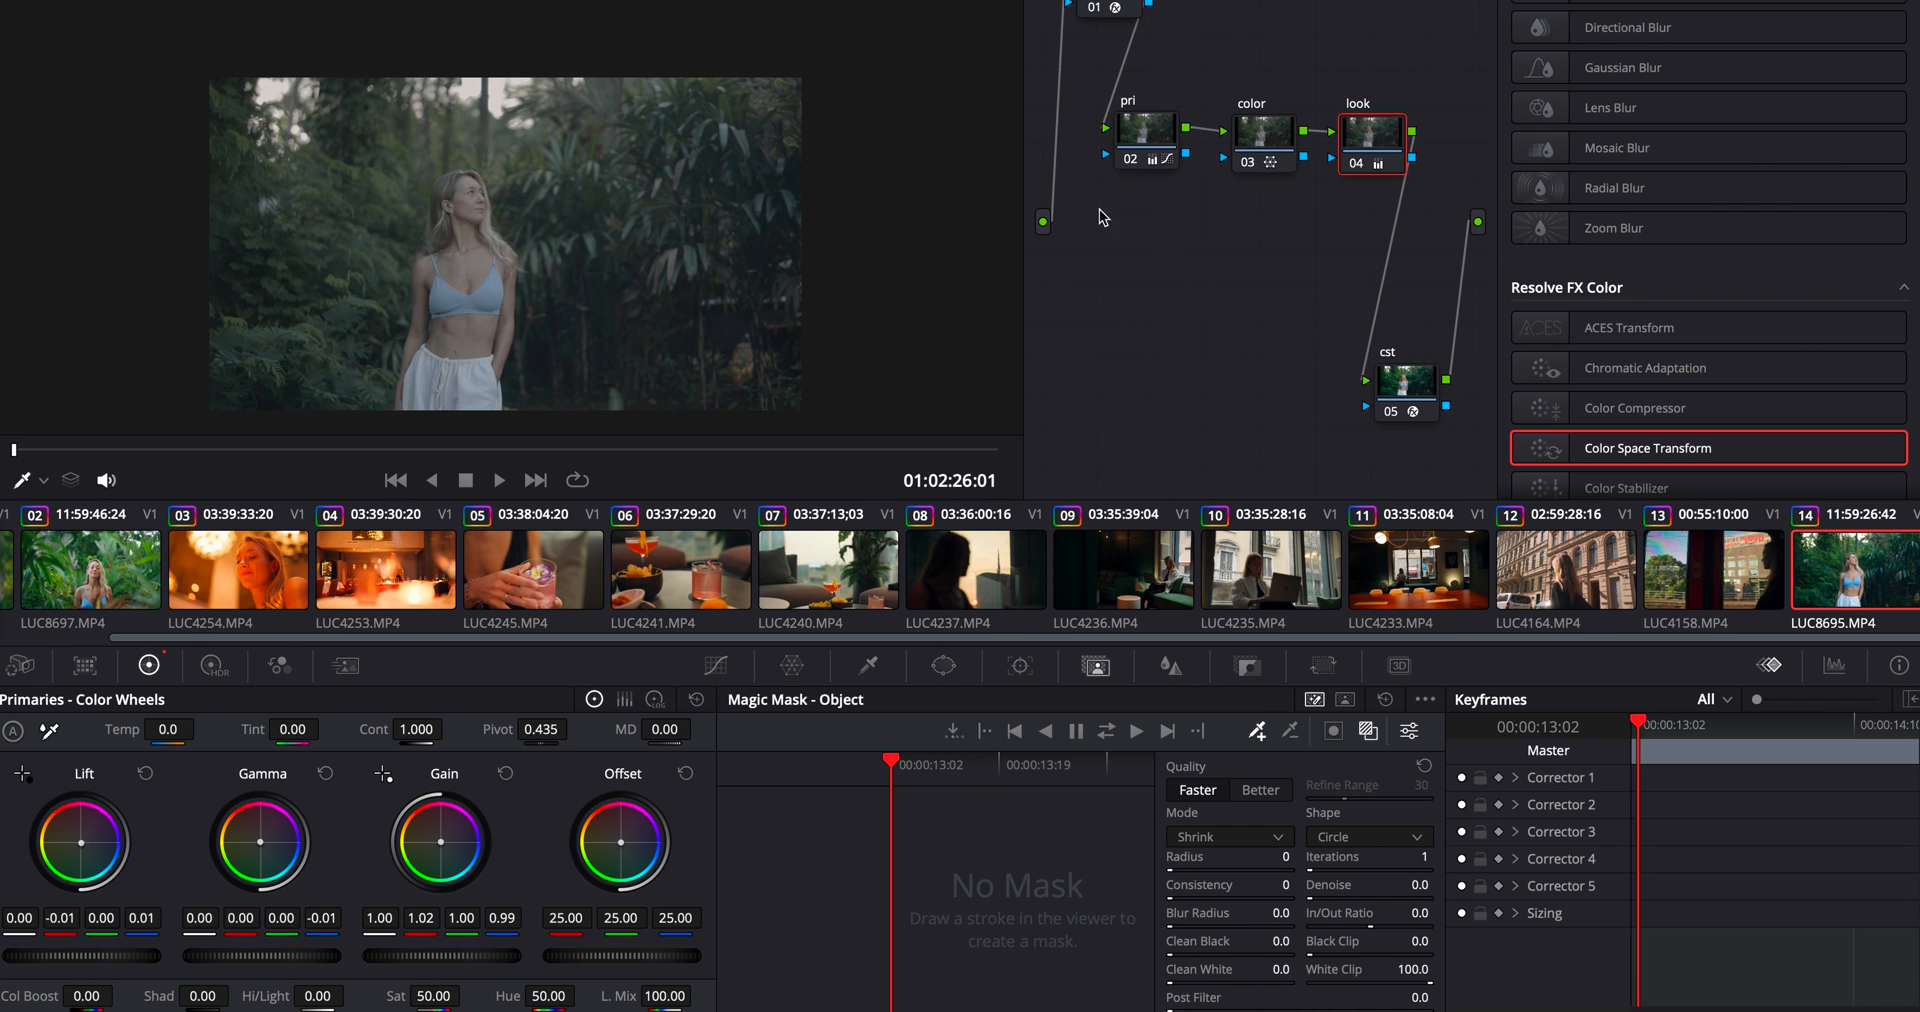 01
Directional Blur
Gaussian Blur
Lens Blur
Mosaic Blur
Radial Blur
Zoom Blur
pri
color
look
02
03
04
cst
05
Resolve FX Color
ACES
ACES Transform
Chromatic Adaptation
Color Compressor
Color Space Transform
Color Stabilizer
01:02:26:01
V1 02 11:59:46:24 V1 03 03:39:33:20 V1 04 03:39:30:20 V1 05 03:38:04:20 V1 06 03:37:29:20 V1 07 03:37:13;03 V1 08 03:36:00:16 V1 09 03:35:39:04 V1 10 03:35:28:16 V1 11 03:35:08:04 V1 12 02:59:28:16 V1 13 00:55:10:00 V1 14 11:59:26:42
LUC8697.MP4 LUC4254.MP4 LUC4253.MP4 LUC4245.MP4 LUC4241.MP4 LUC4240.MP4 LUC4237.MP4 LUC4236.MP4 LUC4235.MP4 LUC4233.MP4 LUC4164.MP4 LUC4158.MP4 LUC8695.MP4
HDR
3D
Primaries - Color Wheels
LOG
A
Temp 0.0 Tint 0.00 Cont 1.000 Pivot 0.435 MD 0.00
Lift Gamma Gain Offset
0.00 -0.01 0.00 0.01 0.00 0.00 0.00 -0.01 1.00 1.02 1.00 0.99 25.00 25.00 25.00
Col Boost 0.00 Shad 0.00 Hi/Light 0.00 Sat 50.00 Hue 50.00 L. Mix 100.00
Magic Mask - Object
00:00:13:02 00:00:13:19
No Mask
Draw a stroke in the viewer to
create a mask.
Quality
Faster Better Refine Range 30
Mode Shape
Shrink Circle
Radius 0 Iterations 1
Consistency 0 Denoise 0.0
Blur Radius 0.0 In/Out Ratio 0.0
Clean Black 0.0 Black Clip 0.0
Clean White 0.0 White Clip 100.0
Post Filter 0.0
Keyframes All
00:00:13:02 00:00:13:02 00:00:14:10
Master
Corrector 1
Corrector 2
Corrector 3
Corrector 4
Corrector 5
Sizing